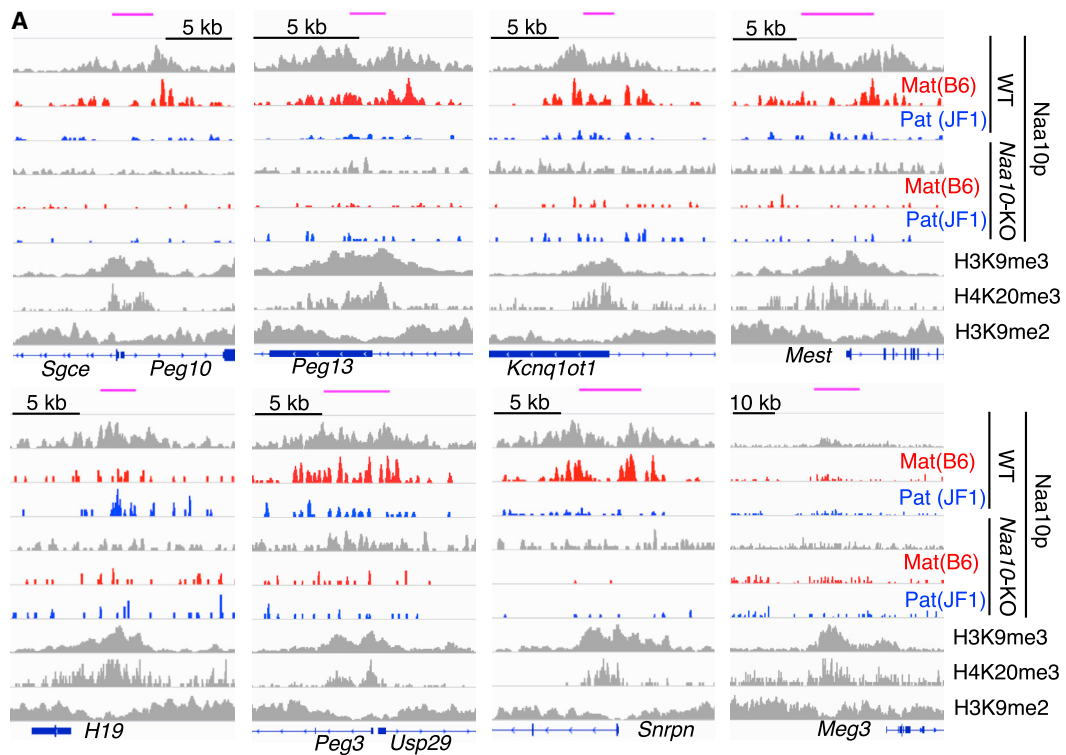 A
5 kb
5 kb
5 kb
5 kb
Mat(B6)
Pat (JF1)
WT
Mat(B6)
Pat(JF1)
Naa10-KO
Naa10p
H3K9me3
H4K20me3
H3K9me2
Sgce
Peg10
Peg13
Kcnq1ot1
Mest
5 kb
5 kb
5 kb
10 kb
Mat(B6)
Pat (JF1)
WT
Mat(B6)
Pat(JF1)
Naa10-KO
Naa10p
H3K9me3
H4K20me3
H3K9me2
H19
Peg3
Usp29
Snrpn
Meg3